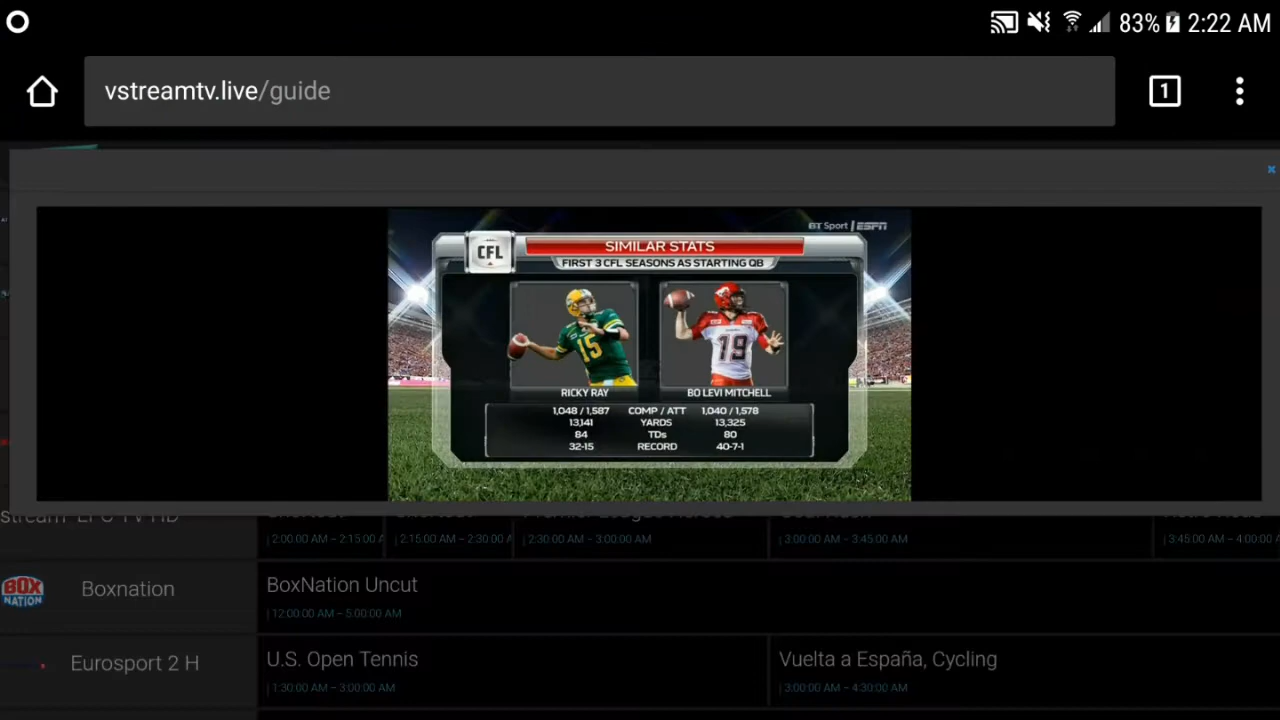 83% 2:22 AM
vstreamtv.live/guide
1
BT Sport | ESPN
CFL
SIMILAR STATS
FIRST 3 CFL SEASONS AS STARTING QB
15
19
RICKY RAY BO LEVI MITCHELL
1,048 / 1,587 COMP / ATT 1,040 / 1,578
13,141 YARDS 13,325
84 TDs 80
32-15 RECORD 40-7-1
| 2:00:00 AM – 2:15:00 | 2:15:00 AM – 2:30:00 | 2:30:00 AM – 3:00:00 AM | 3:00:00 AM – 3:45:00 AM | 3:45:00 AM – 4:00:00
BOX NATION Boxnation BoxNation Uncut
| 12:00:00 AM – 5:00:00 AM
Eurosport 2 H U.S. Open Tennis Vuelta a España, Cycling
| 1:30:00 AM – 3:00:00 AM | 3:00:00 AM – 4:30:00 AM